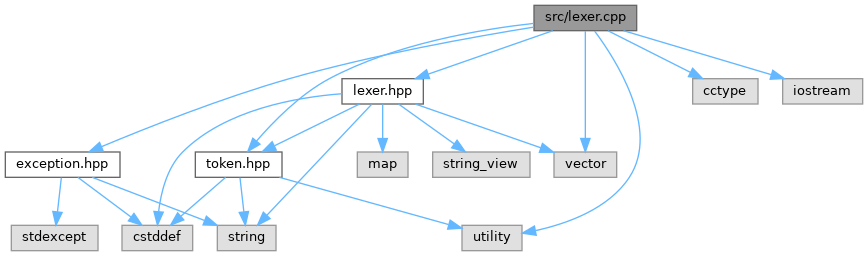 src/lexer.cpp
lexer.hpp
cctype
iostream
exception.hpp
token.hpp
map
string_view
vector
stdexcept
cstddef
string
utility